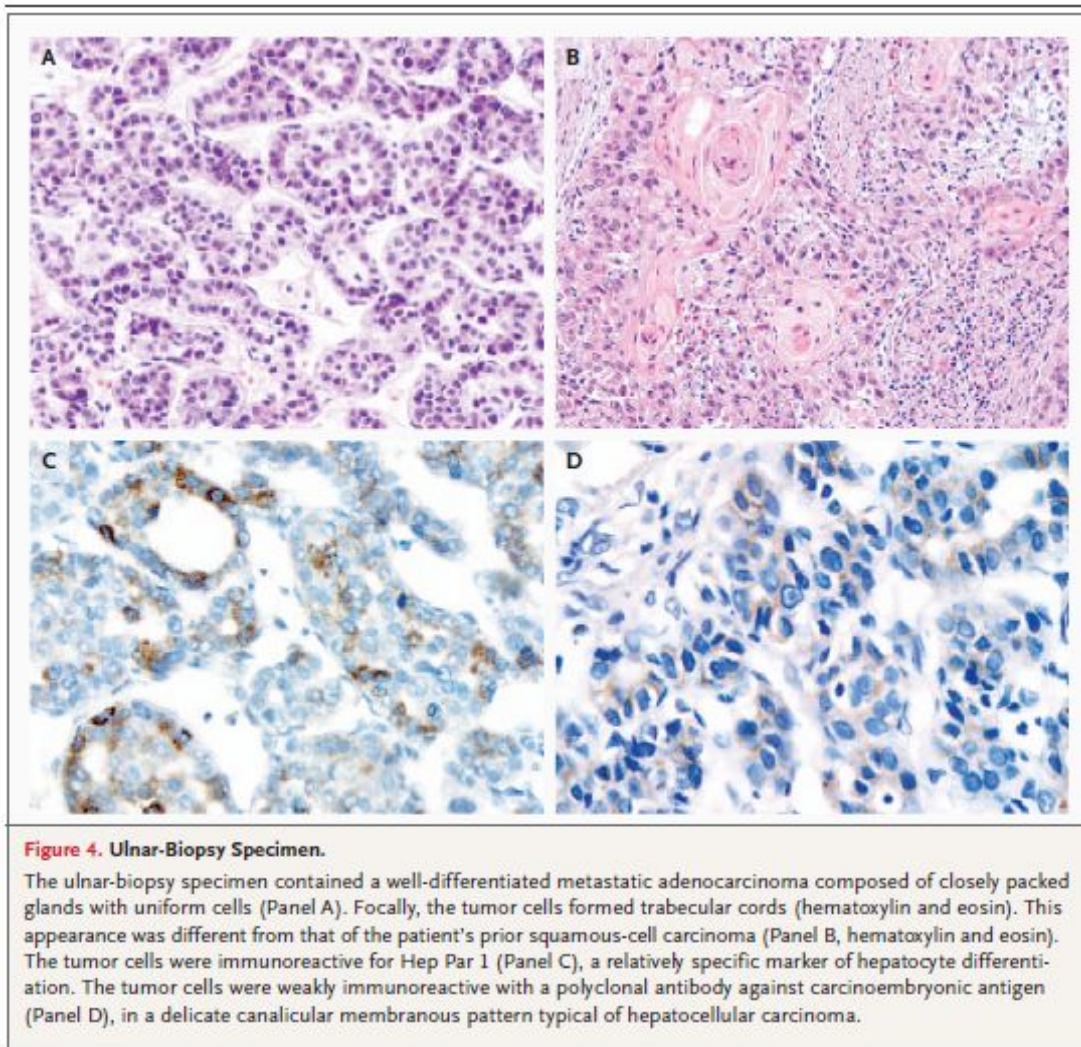 A
B
C
D
Figure 4. Ulnar-Biopsy Specimen.
The ulnar-biopsy specimen contained a well-differentiated metastatic adenocarcinoma composed of closely packed
glands with uniform cells (Panel A). Focally, the tumor cells formed trabecular cords (hematoxylin and eosin). This
appearance was different from that of the patient's prior squamous-cell carcinoma (Panel B, hematoxylin and eosin).
The tumor cells were immunoreactive for Hep Par 1 (Panel C), a relatively specific marker of hepatocyte differenti-
ation. The tumor cells were weakly immunoreactive with a polyclonal antibody against carcinoembryonic antigen
(Panel D), in a delicate canalicular membranous pattern typical of hepatocellular carcinoma.